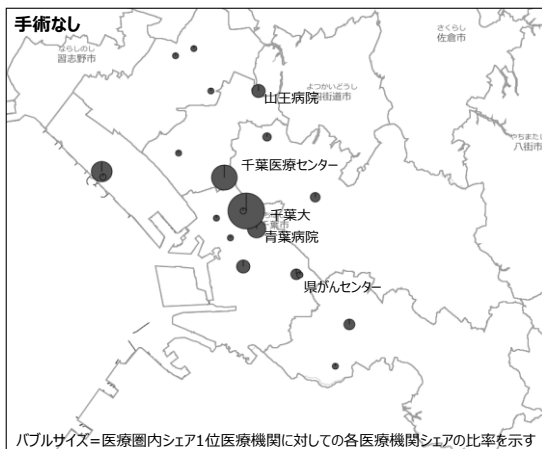 手術なし
さくらし
佐倉市
ならしのし
習志野市
よつかいどうし
街道市
山王病院
やちまたし
八街市
千葉医療センター
千葉大
千葉市
青葉病院
県がんセンター
バブルサイズ=医療圏内シェア1位医療機関に対しての各医療機関シェアの比率を示す